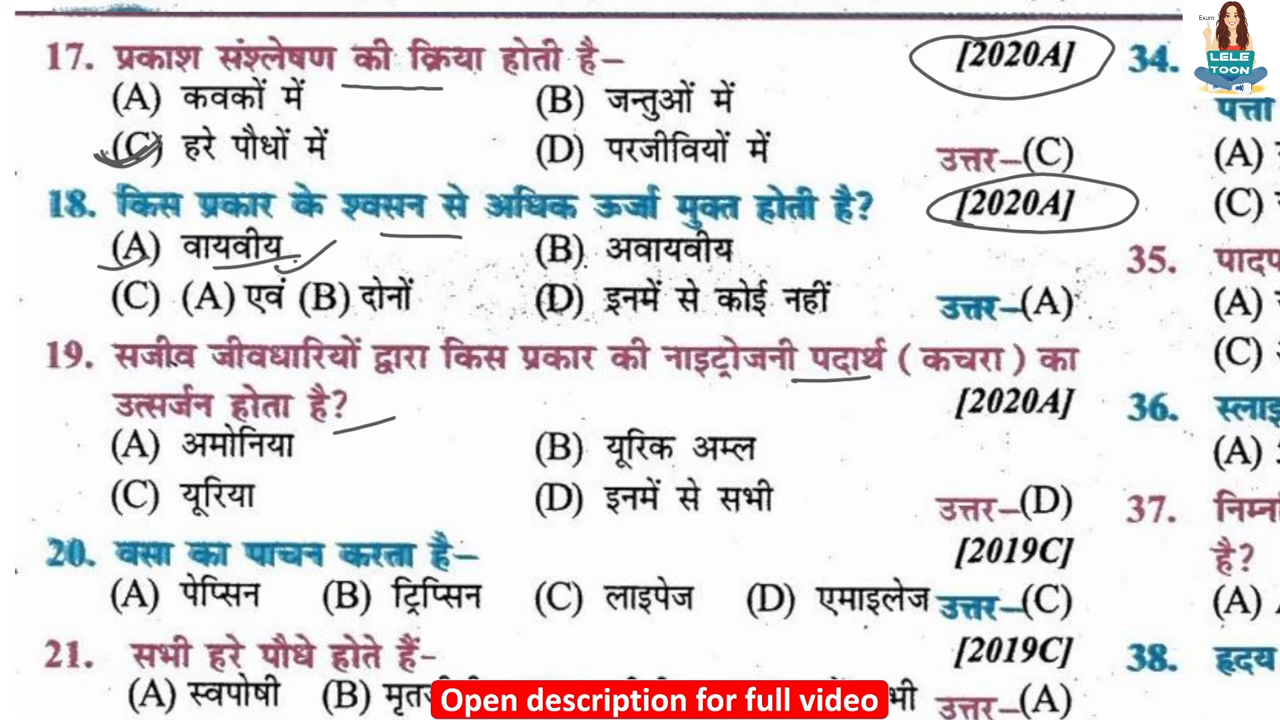 Exam
LELE
TOON
17. प्रकाश संश्लेषण की क्रिया होती है– [2020A]
(A) कवकों में (B) जन्तुओं में
(C) हरे पौधों में (D) परजीवियों में उत्तर–(C)
18. किस प्रकार के श्वसन से अधिक ऊर्जा मुक्त होती है? [2020A]
(A) वायवीय (B) अवायवीय
(C) (A) एवं (B) दोनों (D) इनमें से कोई नहीं उत्तर–(A)
19. सजीव जीवधारियों द्वारा किस प्रकार की नाइट्रोजनी पदार्थ ( कचरा ) का
उत्सर्जन होता है? [2020A]
(A) अमोनिया (B) यूरिक अम्ल
(C) यूरिया (D) इनमें से सभी उत्तर–(D)
20. वसा का पाचन करता है– [2019C]
(A) पेप्सिन (B) ट्रिप्सिन (C) लाइपेज (D) एमाइलेज उत्तर–(C)
21. सभी हरे पौधे होते हैं- [2019C]
(A) स्वपोषी (B) भी उत्तर–(A)
34.
पत्ती
(A)
(C)
35.
(A)
(C)
36.
(A)
37.
है?
(A)
38. हृदय
Open description for full video